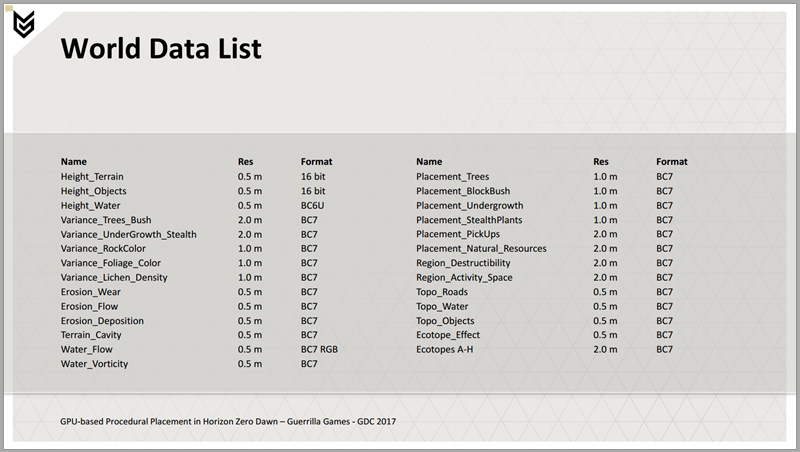 World Data List
Name Res Format
Height_Terrain 0.5 m 16 bit
Height_Objects 0.5 m 16 bit
Height_Water 0.5 m BC6U
Variance_Trees_Bush 2.0 m BC7
Variance_UnderGrowth_Stealth 2.0 m BC7
Variance_RockColor 1.0 m BC7
Variance_Foliage_Color 1.0 m BC7
Variance_Lichen_Density 1.0 m BC7
Erosion_Wear 0.5 m BC7
Erosion_Flow 0.5 m BC7
Erosion_Deposition 0.5 m BC7
Terrain_Cavity 0.5 m BC7
Water_Flow 0.5 m BC7 RGB
Water_Vorticity 0.5 m BC7
Name Res Format
Placement_Trees 1.0 m BC7
Placement_BlockBush 1.0 m BC7
Placement_Undergrowth 1.0 m BC7
Placement_StealthPlants 1.0 m BC7
Placement_PickUps 2.0 m BC7
Placement_Natural_Resources 2.0 m BC7
Region_Destructibility 2.0 m BC7
Region_Activity_Space 2.0 m BC7
Topo_Roads 0.5 m BC7
Topo_Water 0.5 m BC7
Topo_Objects 0.5 m BC7
Ecotope_Effect 0.5 m BC7
Ecotopes A-H 2.0 m BC7
GPU-based Procedural Placement in Horizon Zero Dawn – Guerrilla Games - GDC 2017